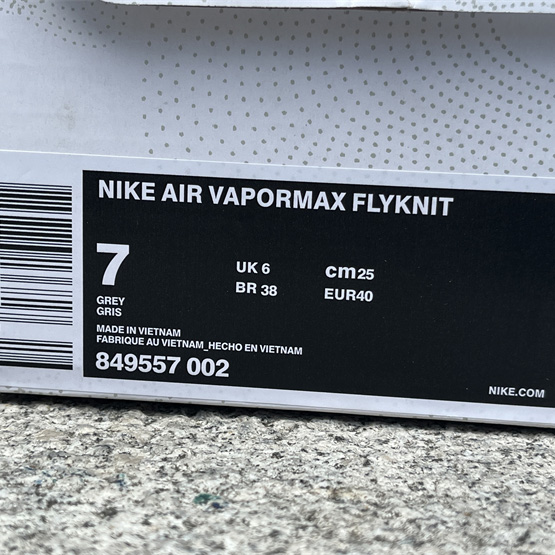 NIKE AIR VAPORMAX FLYKNIT
7
UK 6 cm25
BR 38 EUR40
GREY
GRIS
MADE IN VIETNAM
FABRIQUE AU VIETNAM_HECHO EN VIETNAM
849557 002
NIKE.COM